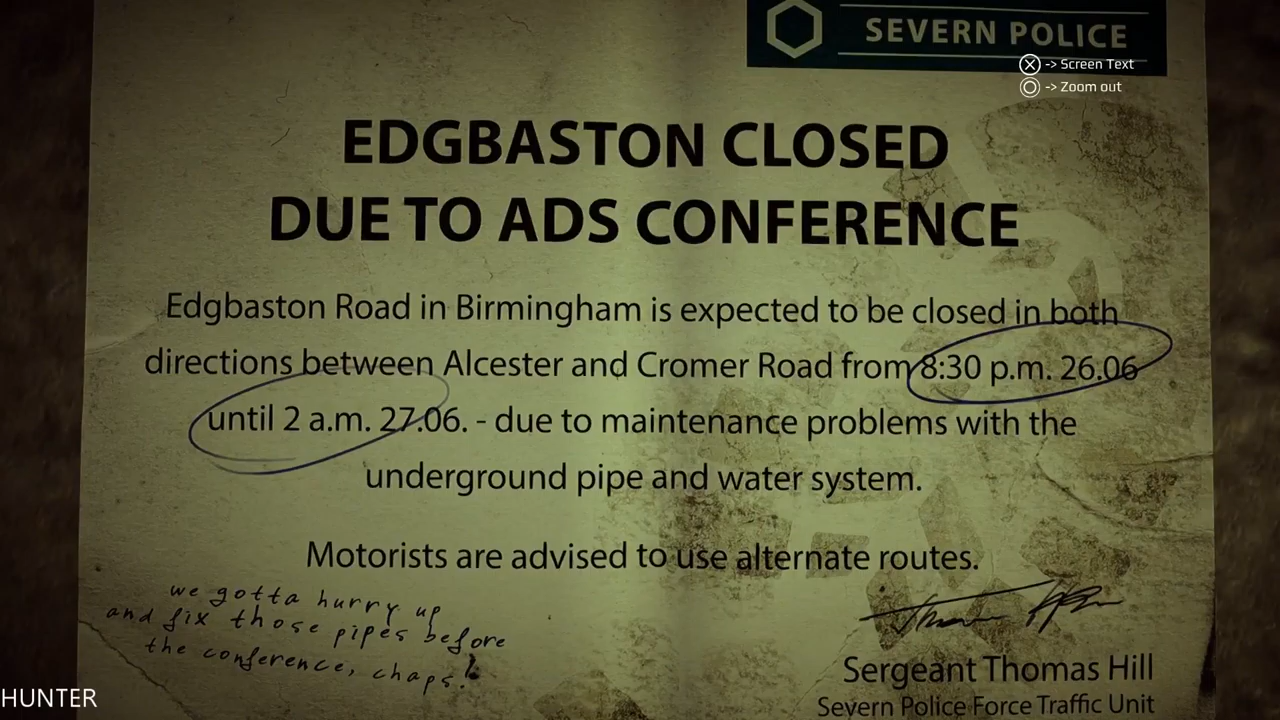 SEVERN POLICE
Ⓧ -> Screen Text
◯ -> Zoom out
EDGBASTON CLOSED
DUE TO ADS CONFERENCE
Edgbaston Road in Birmingham is expected to be closed in both
directions between Alcester and Cromer Road from 8:30 p.m. 26.06
until 2 a.m. 27.06. - due to maintenance problems with the
underground pipe and water system.
Motorists are advised to use alternate routes.
we gotta hurry up
and fix those pipes before
the conference, chaps!
Sergeant Thomas Hill
Severn Police Force Traffic Unit
HUNTER